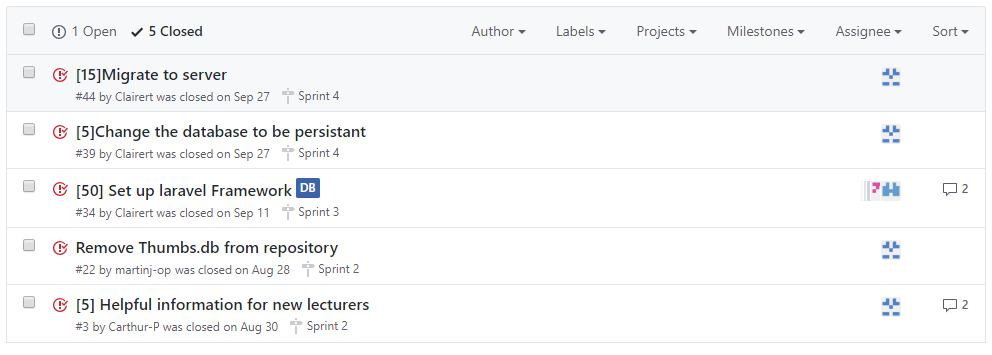 1 Open 5 Closed Author Labels Projects Milestones Assignee Sort
[15]Migrate to server
#44 by Clairert was closed on Sep 27 Sprint 4
[5]Change the database to be persistant
#39 by Clairert was closed on Sep 27 Sprint 4
[50] Set up laravel Framework DB 2
#34 by Clairert was closed on Sep 11 Sprint 3
Remove Thumbs.db from repository
#22 by martinj-op was closed on Aug 28 Sprint 2
[5] Helpful information for new lecturers 2
#3 by Carthur-P was closed on Aug 30 Sprint 2